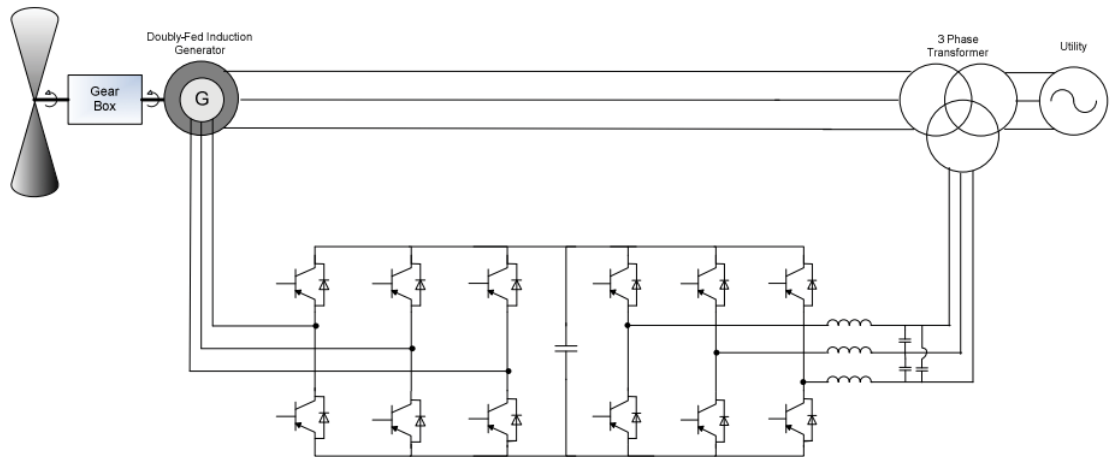 Doubly-Fed Induction
Generator
3 Phase
Transformer
Utility
Gear
Box
G